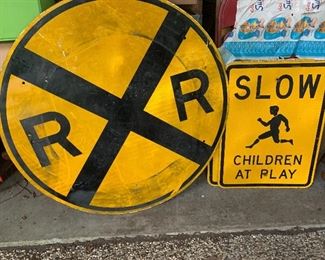 R R
SLOW
CHILDREN
AT PLAY